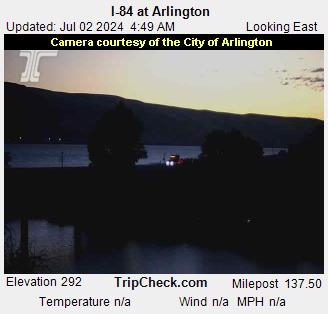 I-84 at Arlington
Updated: Jul 02 2024 4:49 AM Looking East
Camera courtesy of the City of Arlington
Elevation 292 TripCheck.com Milepost 137.50
Temperature n/a Wind n/a MPH n/a